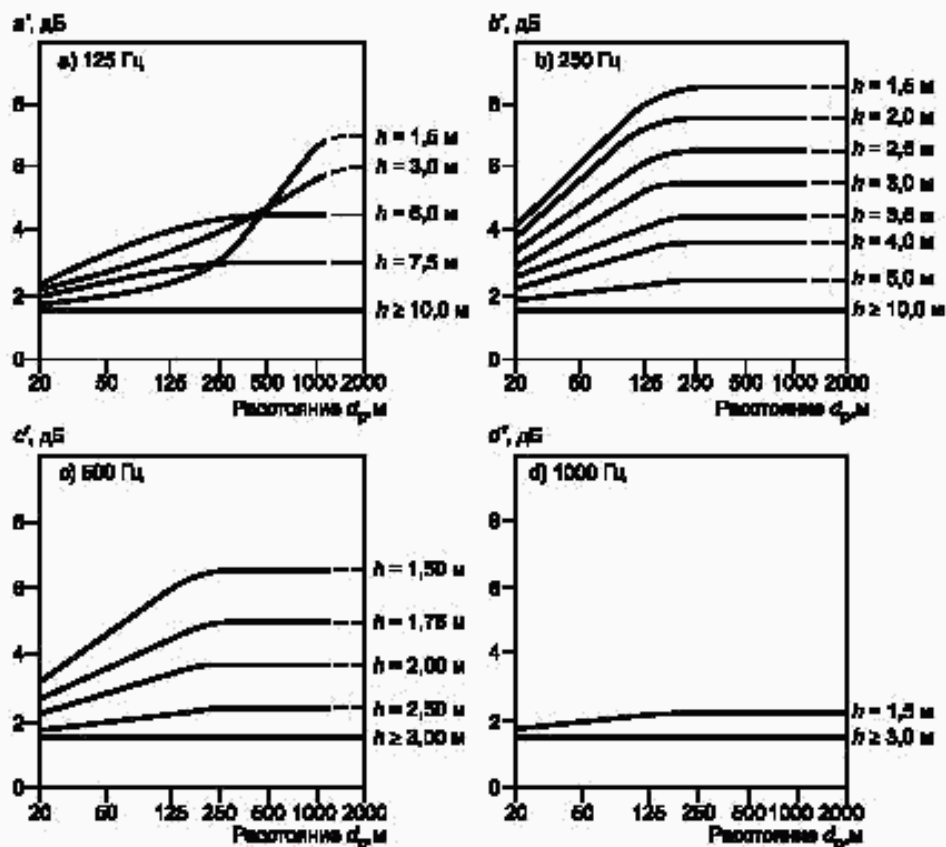 a', дБ
a) 125 Гц
8
6
4
2
0
20 50 125 250 500 1000 2000
Расстояние dp, м
h = 1,5 м
h = 3,0 м
h = 6,0 м
h = 7,5 м
h ≥ 10,0 м
b', дБ
b) 250 Гц
8
6
4
2
0
20 50 125 250 500 1000 2000
Расстояние dp, м
h = 1,5 м
h = 2,0 м
h = 2,5 м
h = 3,0 м
h = 3,5 м
h = 4,0 м
h = 5,0 м
h ≥ 10,0 м
c', дБ
c) 500 Гц
8
6
4
2
0
20 50 125 250 500 1000 2000
Расстояние dp, м
h = 1,50 м
h = 1,75 м
h = 2,00 м
h = 2,50 м
h ≥ 3,00 м
d', дБ
d) 1000 Гц
8
6
4
2
0
20 50 125 250 500 1000 2000
Расстояние dp, м
h = 1,5 м
h ≥ 3,0 м